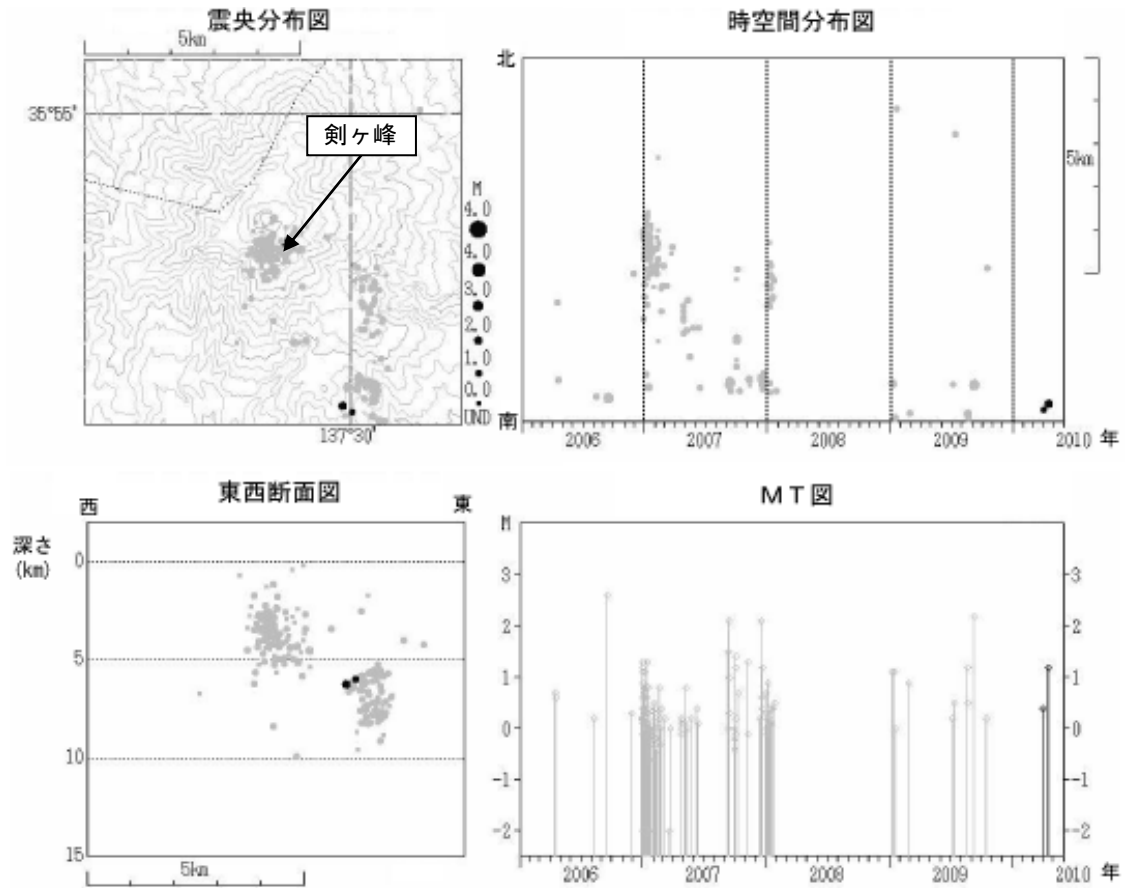 震央分布図
5km
35°55'
剣ヶ峰
M
4.0
4.0
3.0
2.0
1.0
0.0
UND
137°30'
時空間分布図
北
南
5km
2006
2007
2008
2009
2010 年
東西断面図
西
東
深さ
(km)
0
5
10
15
5km
MT図
M
3
2
1
0
-1
-2
3
2
1
0
-1
-2
2006
2007
2008
2009
2010 年